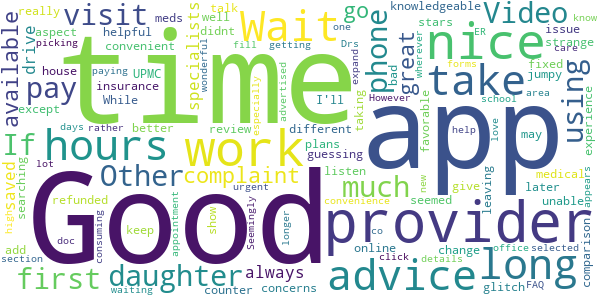 really talk
meds
aspect well
picking helpful
convenient
drive
didnt
available
visit
specialists
Wait
go
phone
great
Video
nice
knowledgeable
ER
know
stars
issue
strange
car
jumpy
bad
fixed
house
paying
UPMC
insurance
While
one
Drs
getting
fill
wonderful
expand
wherever
forms
I'll
especially
advertised
pay
except
days
rather
better
review
different
taking
However
school
area
using
experience
time
app
take
plans
guessing
favorable
help
love
may
If
hours
work
listen
seemed
new
give
medical
later
unable
lot
searching
saved
Other
complaint
much
leaving
appears
high
Good
provider
long
refunded
doc
consuming
keep
appointment
urgent
Seemingly
show
longer
convenience
co
click
online
details
change
office
selected
comparison
add
section
first
daughter
always
advice
waiting
counter
concerns
glitch
FAQ